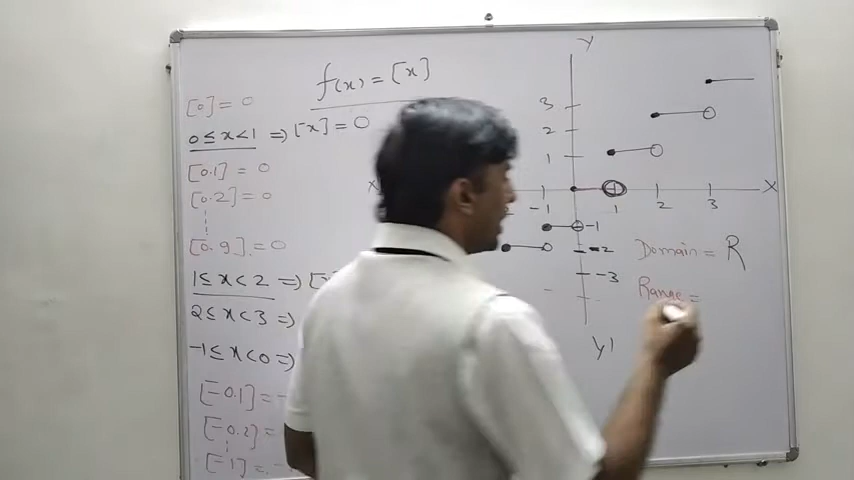 f(x) = [x]
[0] = 0
0 ≤ x < 1 ⇒ [x] = 0
[0.1] = 0
[0.2] = 0
[0.9] = 0
1 ≤ x < 2 ⇒
2 ≤ x < 3 ⇒
-1 ≤ x < 0 ⇒
[-0.1] = -
[-0.2] =
[-1] = -
Y
3
2
1
X
-1
1
2
3
-1
-2
-3
Y1
Domain = R
Range =